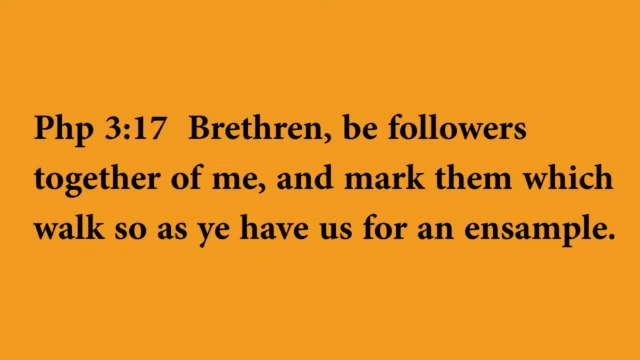 Php 3:17  Brethren, be followers
together of me, and mark them which
walk so as ye have us for an ensample.